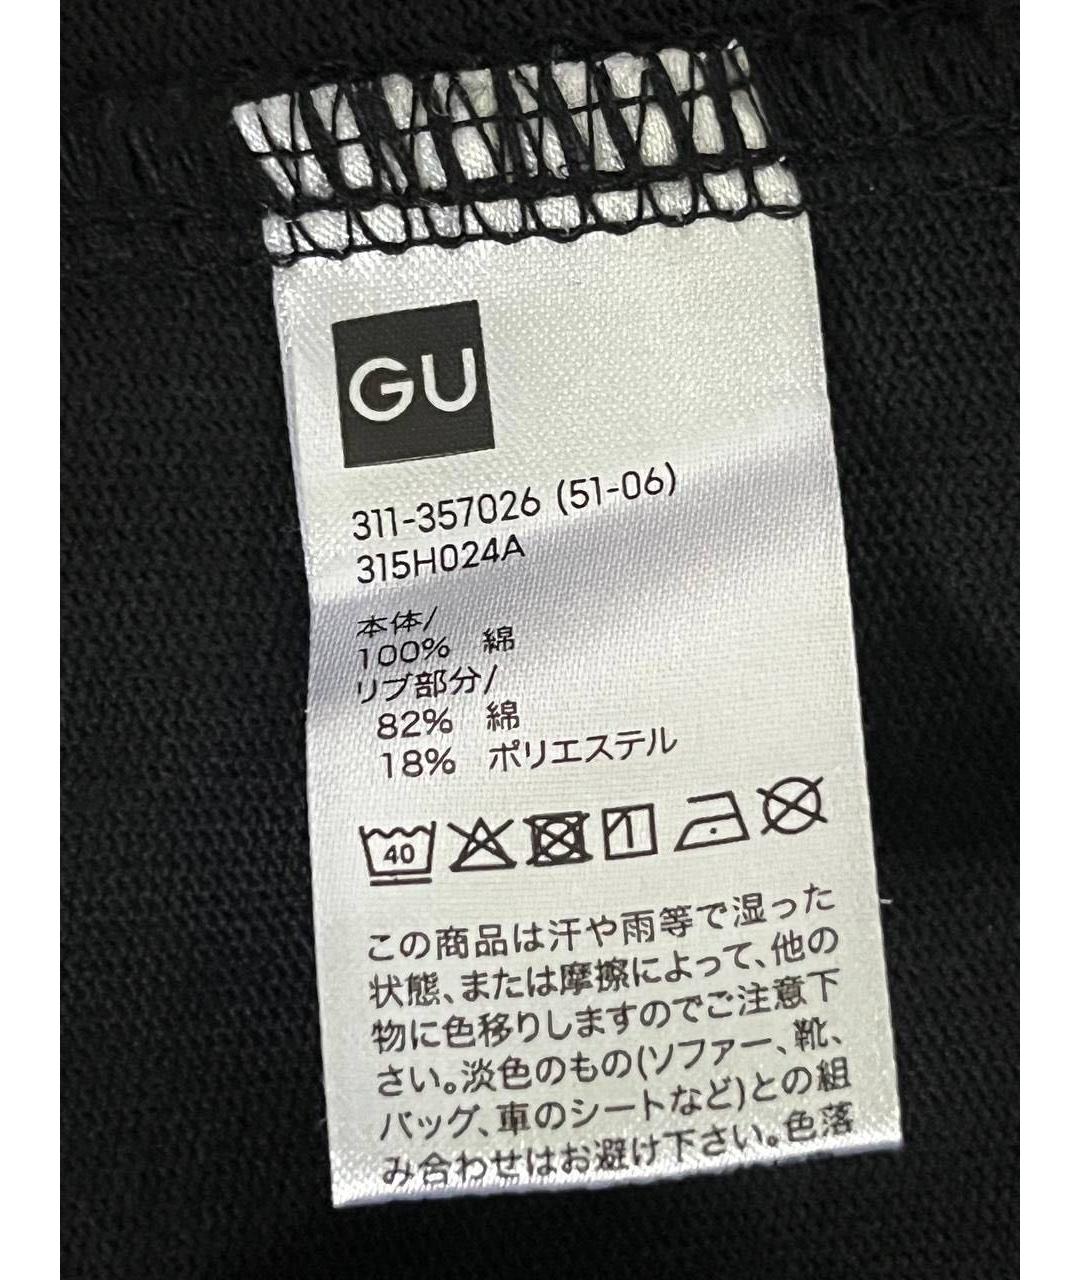 GU
311-357026 (51-06)
315H024A
本体/
100% 綿
リブ部分/
82% 綿
18% ポリエステル
40
この商品は汗や雨等で湿った
状態、または摩擦によって、他の
物に色移りしますのでご注意下
さい。淡色のもの(ソファー、靴、
バッグ、車のシートなど)との組
み合わせはお避け下さい。色落